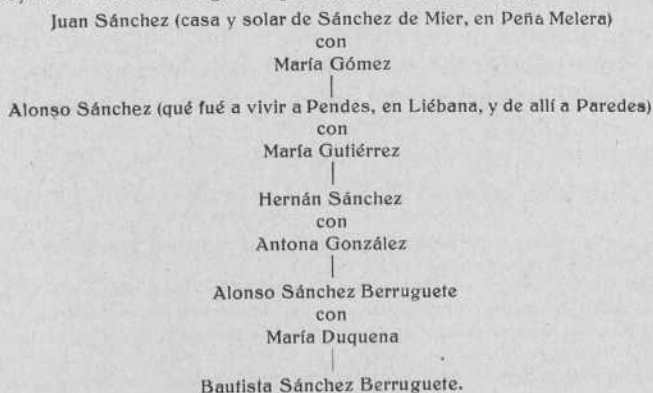 Juan Sánchez (casa y solar de Sánchez de Mier, en Peña Melera)
con
María Gómez
Alonso Sánchez (qué fué a vivir a Pendes, en Liébana, y de allí a Paredes)
con
María Gutiérrez
Hernán Sánchez
con
Antona González
Alonso Sánchez Berruguete
con
María Duquena
Bautista Sánchez Berruguete.